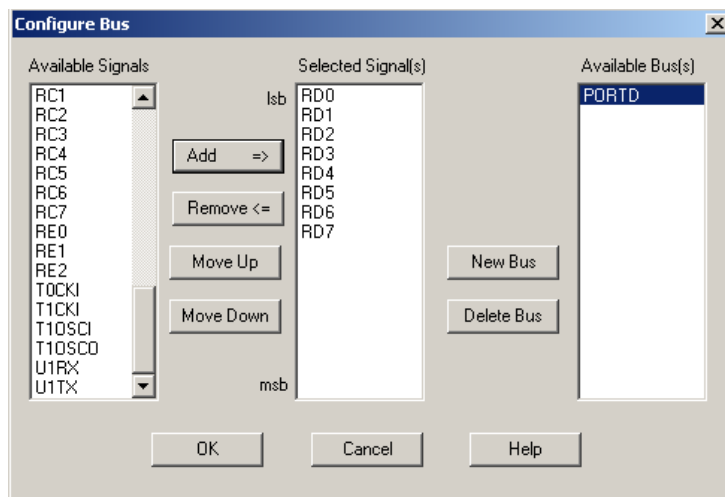 Configure Bus
Available Signals
Selected Signal(s)
Available Bus(s)
RC1
RC2
RC3
RC4
RC5
RC6
RC7
RE0
RE1
RE2
T0CKI
T1CKI
T1OSCI
T1OSCO
U1RX
U1TX
lsb
Add =>
Remove <=
Move Up
Move Down
msb
RD0
RD1
RD2
RD3
RD4
RD5
RD6
RD7
New Bus
Delete Bus
PORTD
OK
Cancel
Help